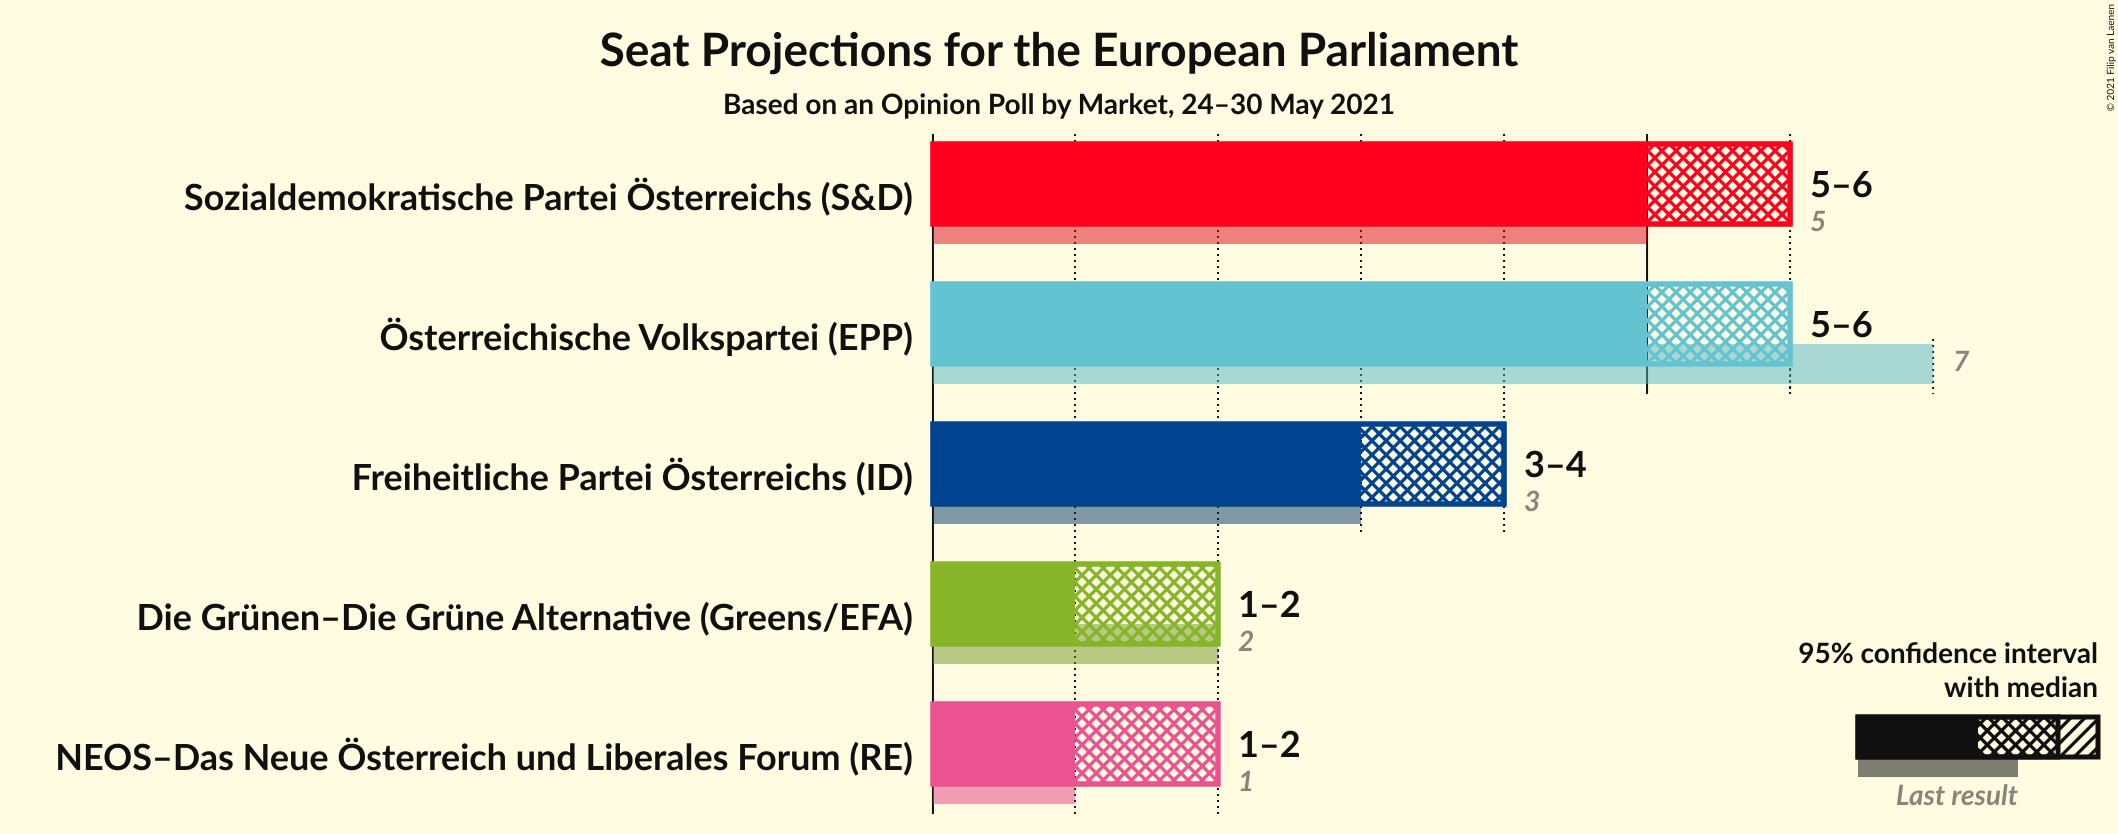 Seat Projections for the European Parliament
Based on an Opinion Poll by Market, 24–30 May 2021
© 2021 Filip van Laenen
Sozialdemokratische Partei Österreichs (S&D)
5–6
5
Österreichische Volkspartei (EPP)
5–6
7
Freiheitliche Partei Österreichs (ID)
3–4
3
Die Grünen–Die Grüne Alternative (Greens/EFA)
1–2
2
NEOS–Das Neue Österreich und Liberales Forum (RE)
1–2
1
95% confidence interval
with median
Last result